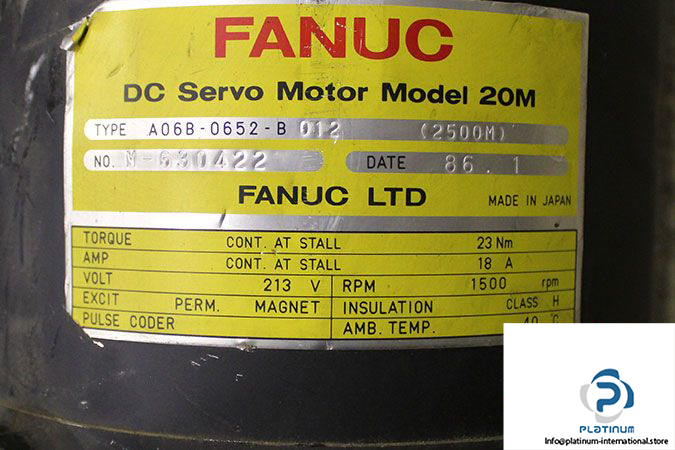 FANUC
DC Servo Motor Model 20M
TYPE A06B-0652-B 012 (2500M)
NO. M-630422 DATE 86.1
FANUC LTD MADE IN JAPAN
TORQUE CONT. AT STALL 23 Nm
AMP CONT. AT STALL 18 A
VOLT 213 V RPM 1500 rpm
EXCIT PERM. MAGNET INSULATION CLASS H
PULSE CODER AMB. TEMP. 40 °C
PLATINUM
Info@platinum-international.store